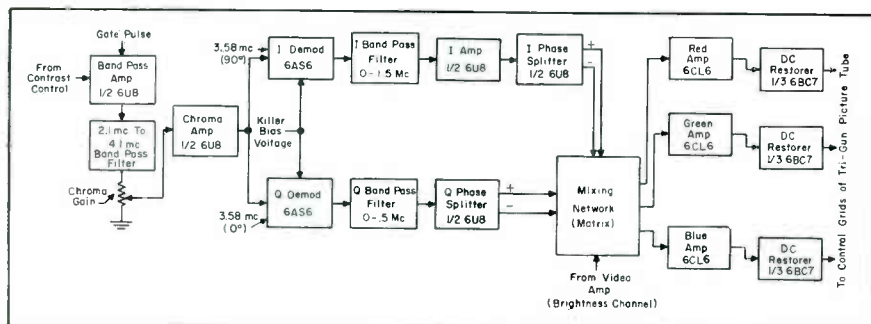 Gate Pulse
From
Contrast
Control
Band Pass
Amp
1/2 6U8
2.1 mc To
4.1 mc
Band Pass
Filter
Chroma
Gain
Chroma
Amp
1/2 6U8
3.58 mc
(90°)
I Demod
6AS6
I Band Pass
Filter
0-1.5 Mc
I Amp
1/2 6U8
I Phase
Splitter
1/2 6U8
+
-
Killer
Bias
Voltage
Q Demod
6AS6
3.58 mc
(0°)
Q Band Pass
Filter
0-.5 Mc
Q Phase
Splitter
1/2 6U8
+
-
Mixing
Network
(Matrix)
From Video
Amp
(Brightness Channel)
Red
Amp
6CL6
DC
Restorer
1/3 6BC7
Green
Amp
6CL6
DC
Restorer
1/3 6BC7
Blue
Amp
6CL6
DC
Restorer
1/3 6BC7
To Control Grids of Tri-Gun Picture Tube